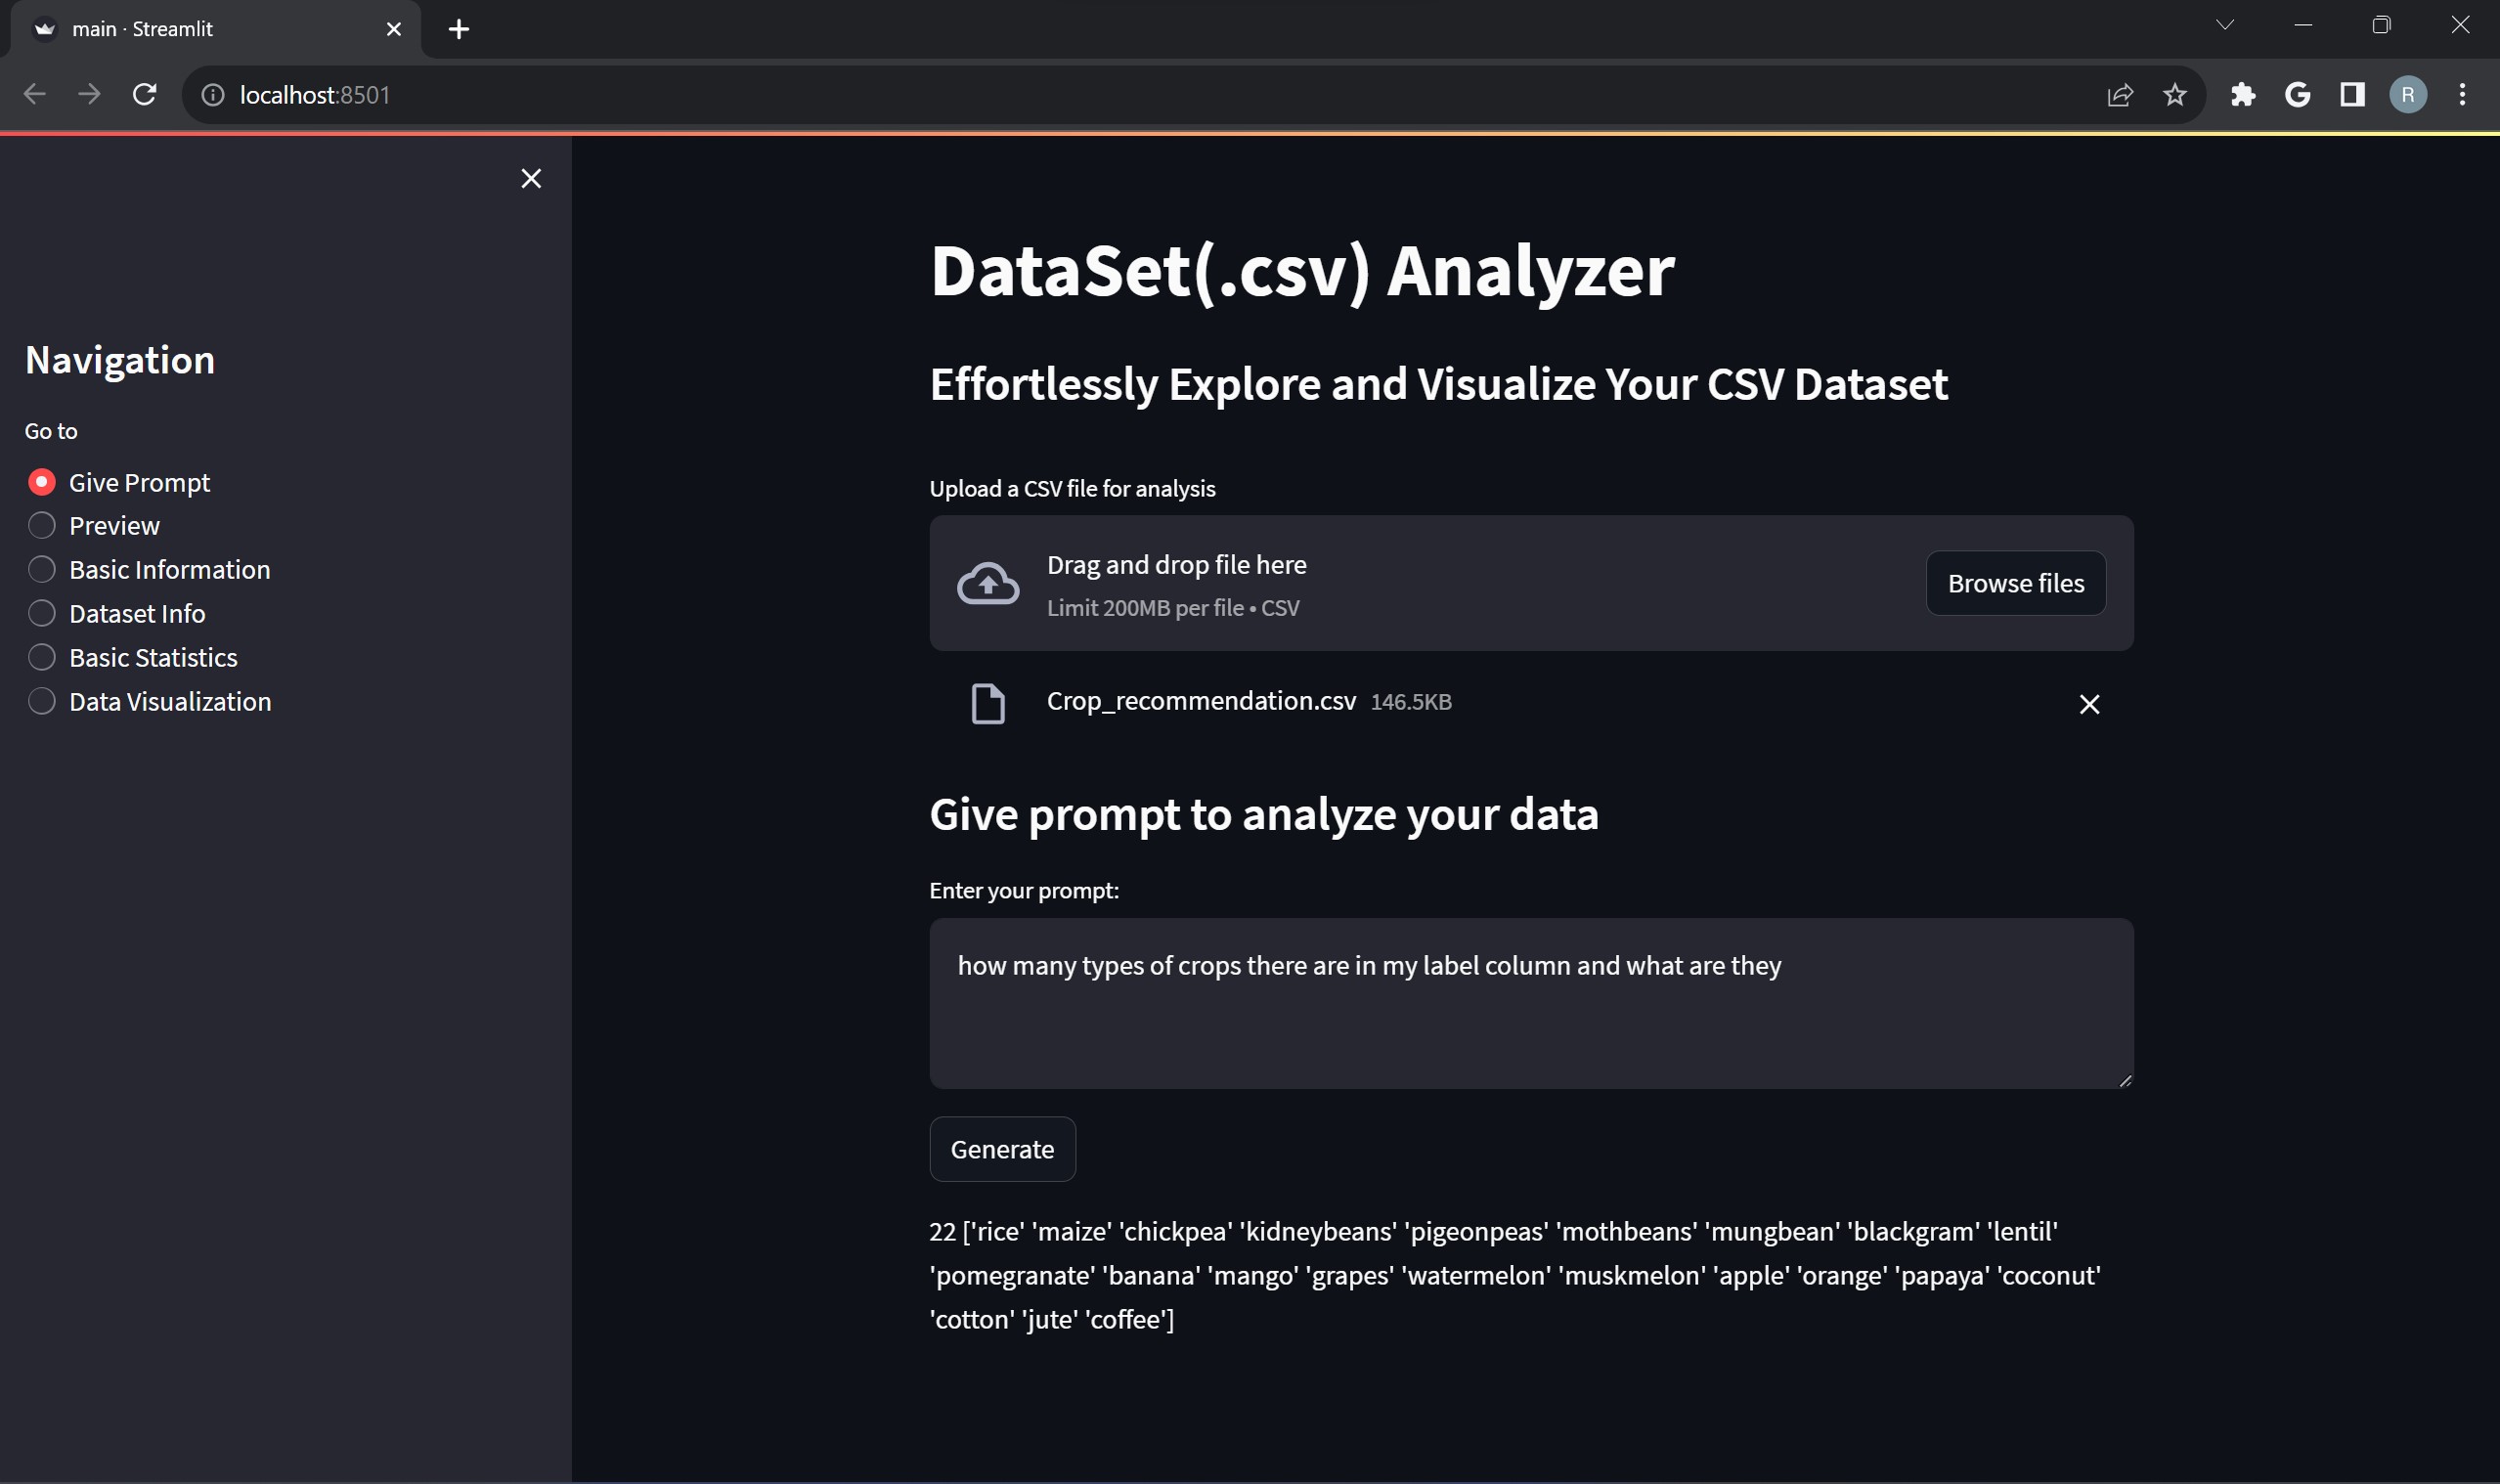 main · Streamlit
localhost:8501
R
Navigation
Go to
Give Prompt
Preview
Basic Information
Dataset Info
Basic Statistics
Data Visualization
DataSet(.csv) Analyzer
Effortlessly Explore and Visualize Your CSV Dataset
Upload a CSV file for analysis
Drag and drop file here
Limit 200MB per file • CSV
Browse files
Crop_recommendation.csv 146.5KB
Give prompt to analyze your data
Enter your prompt:
how many types of crops there are in my label column and what are they
Generate
22 ['rice' 'maize' 'chickpea' 'kidneybeans' 'pigeonpeas' 'mothbeans' 'mungbean' 'blackgram' 'lentil'
'pomegranate' 'banana' 'mango' 'grapes' 'watermelon' 'muskmelon' 'apple' 'orange' 'papaya' 'coconut'
'cotton' 'jute' 'coffee']